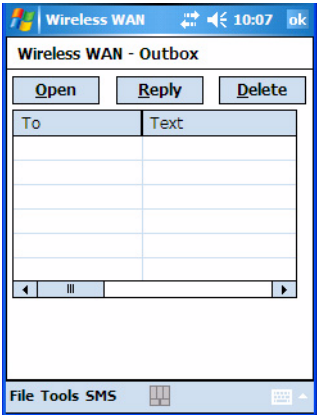 Wireless WAN 10:07 ok
Wireless WAN - Outbox
Open Reply Delete
To Text
File Tools SMS